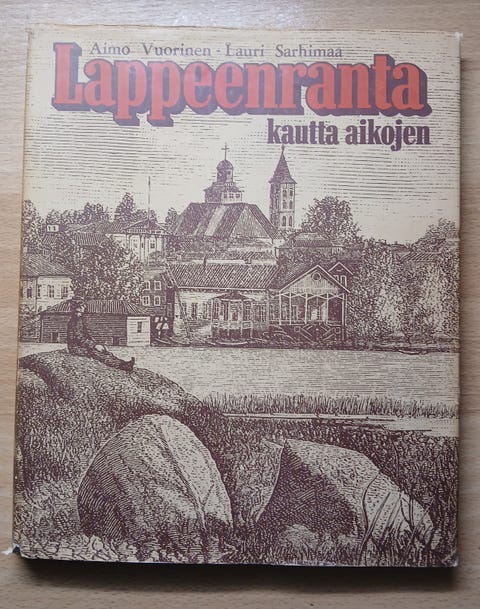 Aimo Vuorinen - Lauri Sarhimaa
Lappeenranta
kautta aikojen